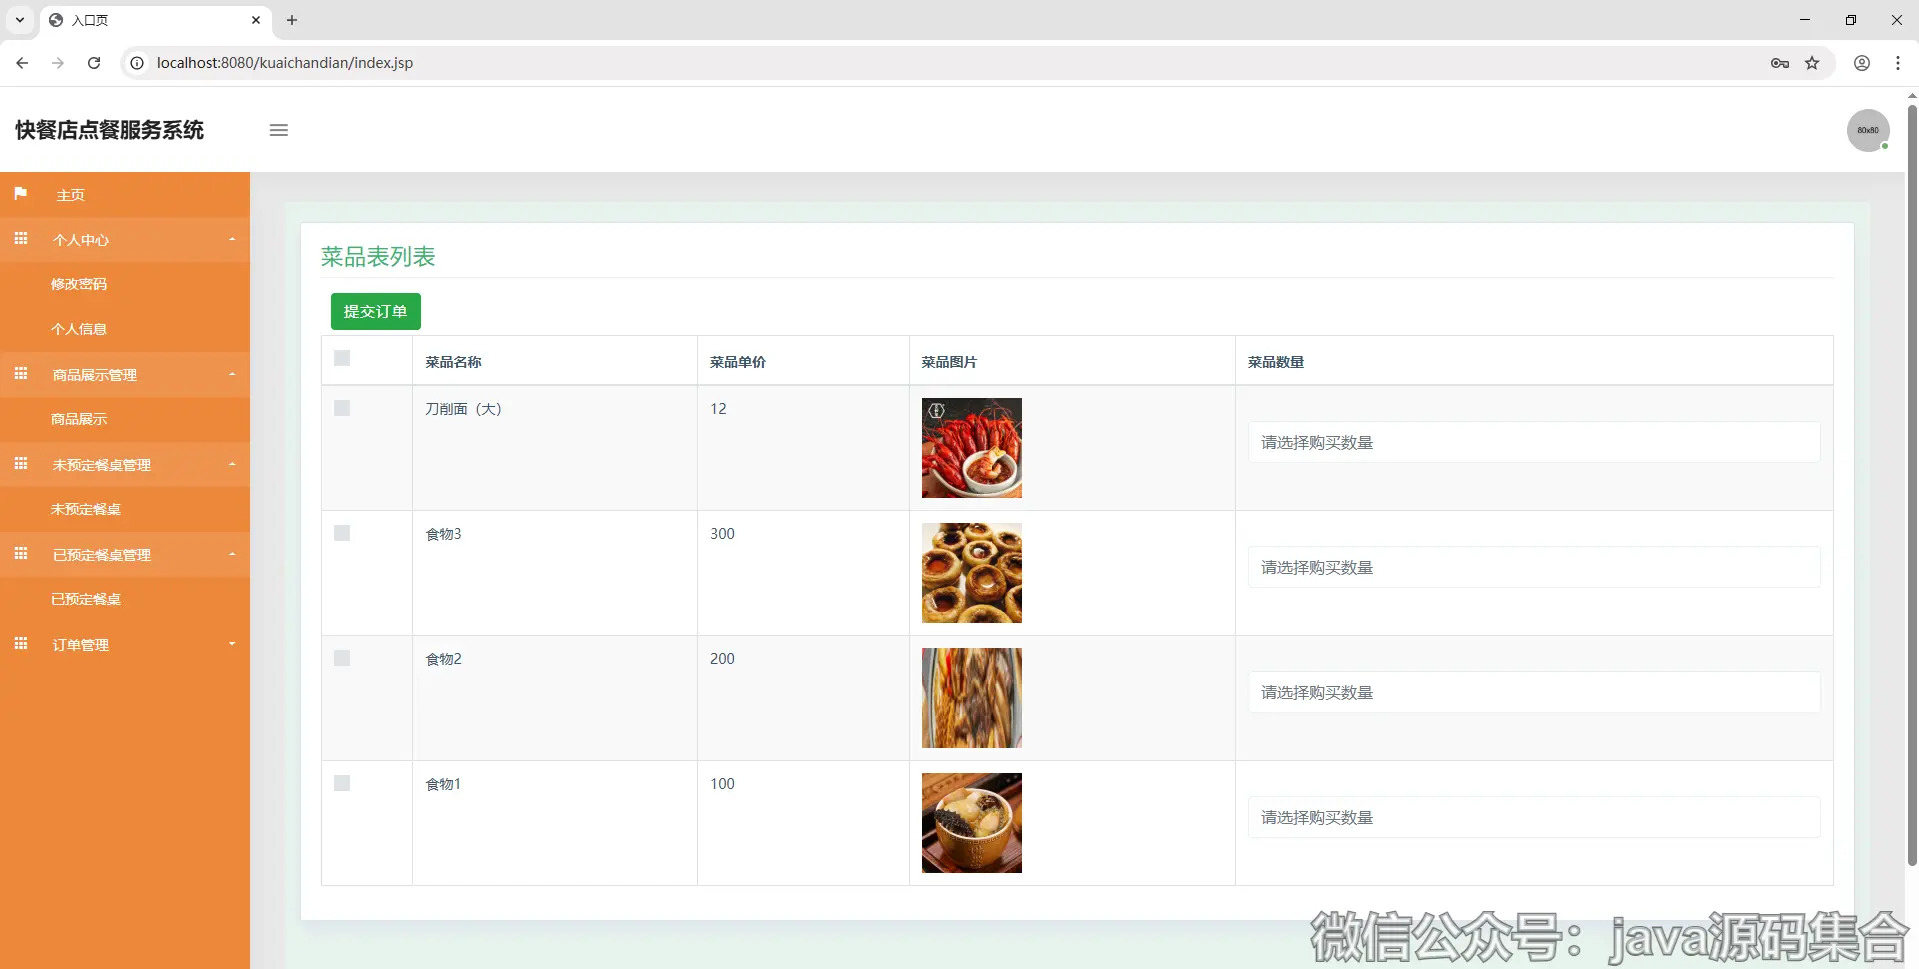 入口页
localhost:8080/kuaichandian/index.jsp
快餐店点餐服务系统
80x80
主页
个人中心
修改密码
个人信息
商品展示管理
商品展示
未预定餐桌管理
未预定餐桌
已预定餐桌管理
已预定餐桌
订单管理
菜品表列表
提交订单
菜品名称 菜品单价 菜品图片 菜品数量
刀削面（大） 12 请选择购买数量
食物3 300 请选择购买数量
食物2 200 请选择购买数量
食物1 100 请选择购买数量
微信公众号：java源码集合